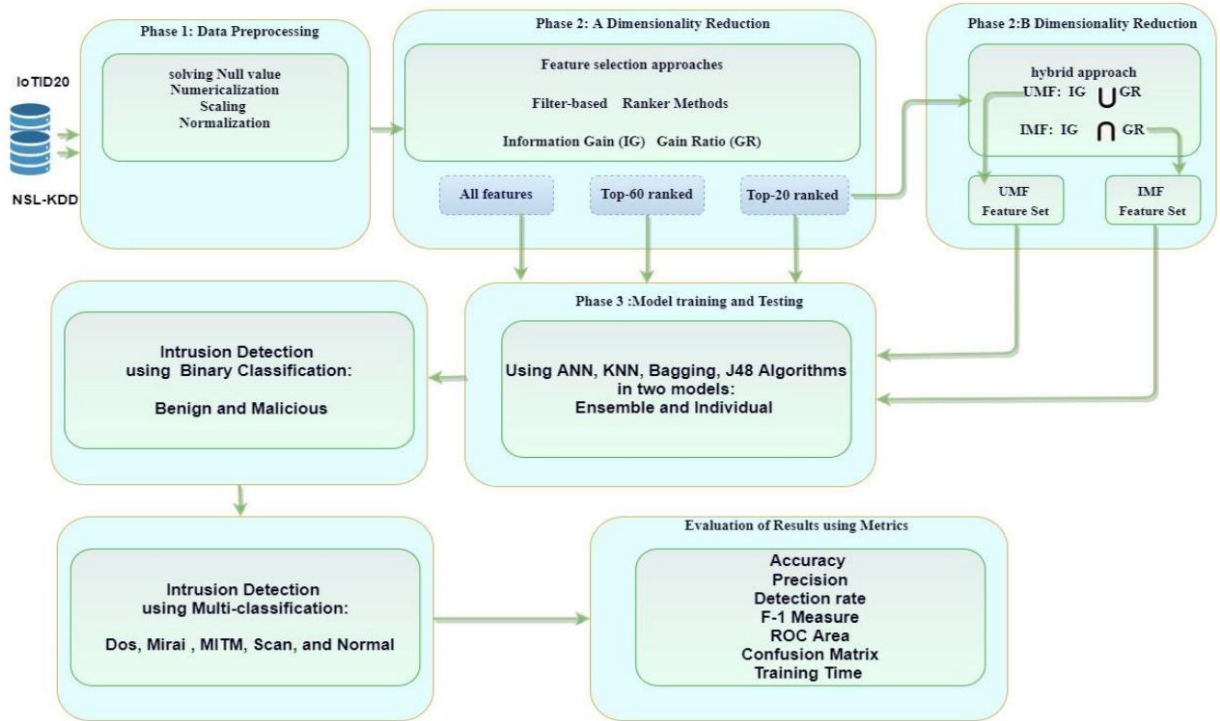 IoTID20
NSL-KDD
Phase 1: Data Preprocessing
solving Null value
Numericalization
Scaling
Normalization
Phase 2: A Dimensionality Reduction
Feature selection approaches
Filter-based Ranker Methods
Information Gain (IG) Gain Ratio (GR)
All features
Top-60 ranked
Top-20 ranked
Phase 2:B Dimensionality Reduction
hybrid approach
UMF: IG ∪ GR
IMF: IG ∩ GR
UMF
Feature Set
IMF
Feature Set
Phase 3 :Model training and Testing
Using ANN, KNN, Bagging, J48 Algorithms
in two models:
Ensemble and Individual
Intrusion Detection
using Binary Classification:
Benign and Malicious
Intrusion Detection
using Multi-classification:
Dos, Mirai , MITM, Scan, and Normal
Evaluation of Results using Metrics
Accuracy
Precision
Detection rate
F-1 Measure
ROC Area
Confusion Matrix
Training Time